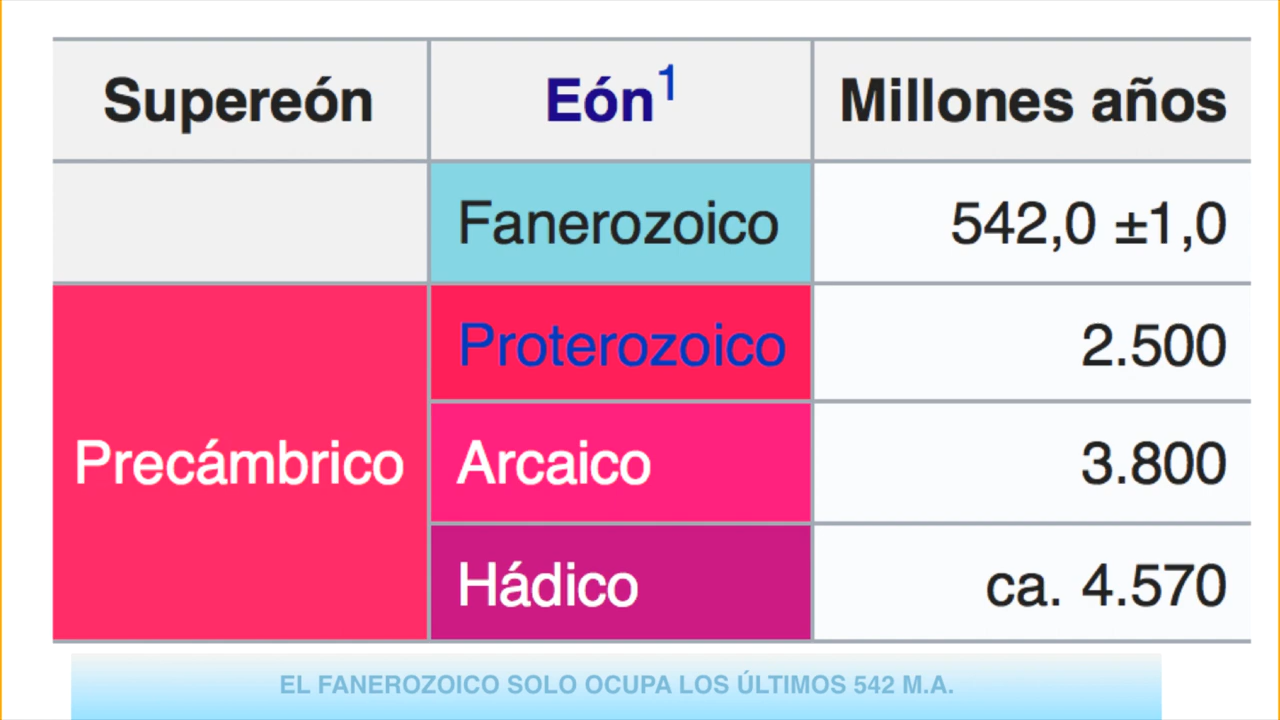 Supereón Eón1 Millones años
Fanerozoico 542,0 ±1,0
Proterozoico 2.500
Precámbrico Arcaico 3.800
Hádico ca. 4.570
EL FANEROZOICO SOLO OCUPA LOS ÚLTIMOS 542 M.A.